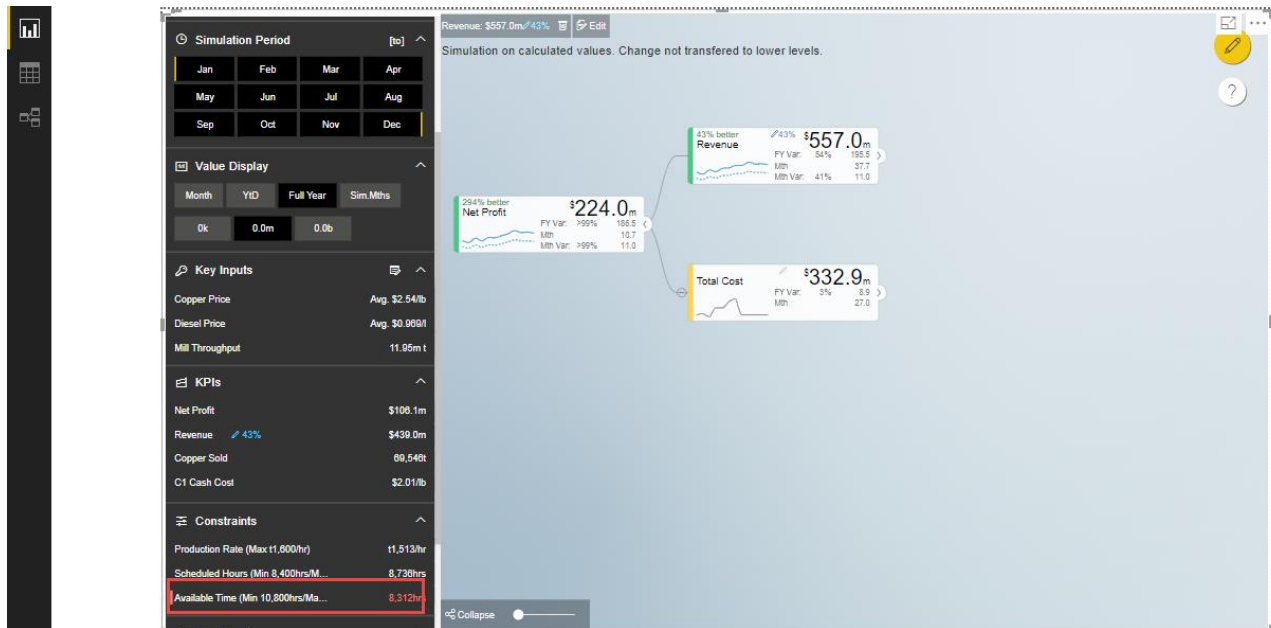 Simulation Period [to]
Jan Feb Mar Apr
May Jun Jul Aug
Sep Oct Nov Dec
Value Display
Month YtD Full Year Sim.Mths
0k 0.0m 0.0b
Key Inputs
Copper Price Avg. $2.54/lb
Diesel Price Avg. $0.969/l
Mill Throughput 11.95m t
KPIs
Net Profit $106.1m
Revenue 43% $439.0m
Copper Sold 69,546t
C1 Cash Cost $2.01/lb
Constraints
Production Rate (Max t1,600/hr) t1,513/hr
Scheduled Hours (Min 8,400hrs/M... 8,736hrs
Available Time (Min 10,800hrs/Ma... 8,312hrs
Revenue: $557.0m 43% Edit
Simulation on calculated values. Change not transfered to lower levels.
?
43% better 43% $557.0m
Revenue
FY Var: 54% 195.5
Mth 37.7
Mth Var: 41% 11.0
294% better $224.0m
Net Profit
FY Var: >99% 186.5
Mth 10.7
Mth Var: >99% 11.0
Total Cost $332.9m
FY Var: 3% 8.9
Mth 27.0
Collapse